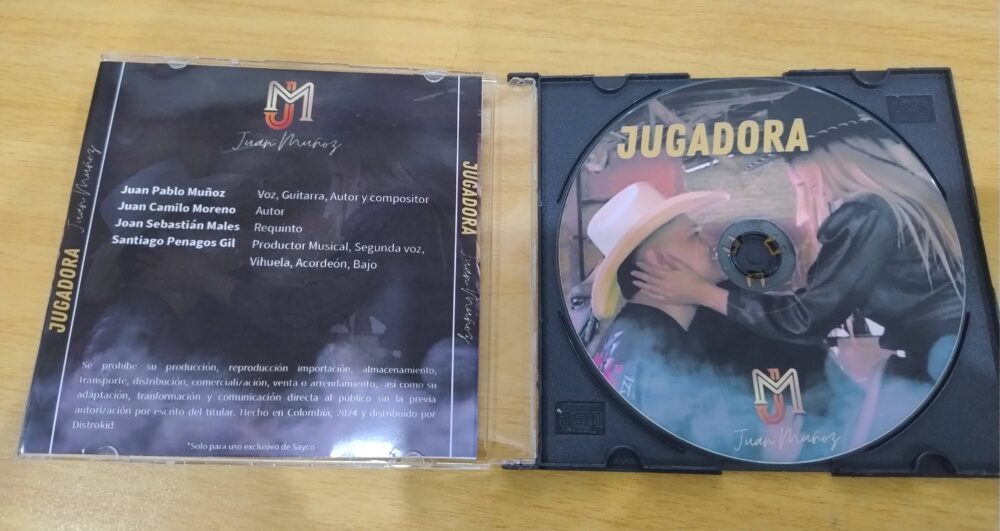 JM
Juan Muñoz
Juan Pablo Muñoz Voz, Guitarra, Autor y compositor
Juan Camilo Moreno Autor
Joan Sebastián Males Requinto
Santiago Penagos Gil Productor Musical, Segunda voz,
Vihuela, Acordeón, Bajo
Se prohibe su producción, reproducción importación, almacenamiento,
transporte, distribución, comercialización, venta o arrendamiento, así como su
adaptación, tranformación y comunicación directa al público sin la previa
autorización por escrito del titular. Hecho en Colombia, 2024 y distribuido por
Distrokid.
*Solo para uso exclusivo de Sayco
JUGADORA Juan Muñoz
JUGADORA Juan Muñoz
JUGADORA
JM
Juan Muñoz